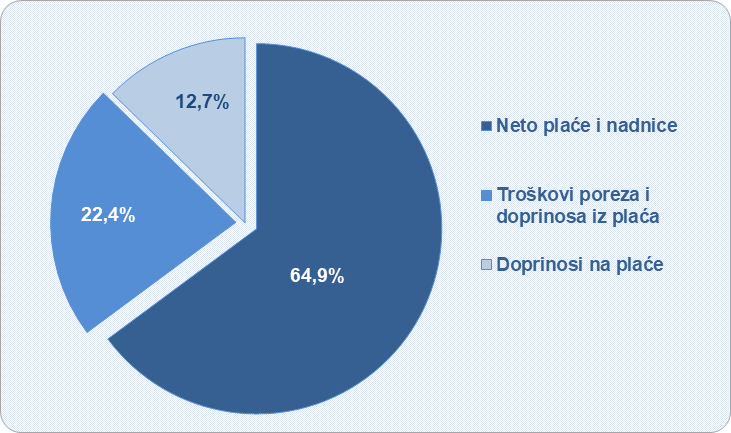 12,7%
22,4%
64,9%
Neto plaće i nadnice
Troškovi poreza i
doprinosa iz plaća
Doprinosi na plaće